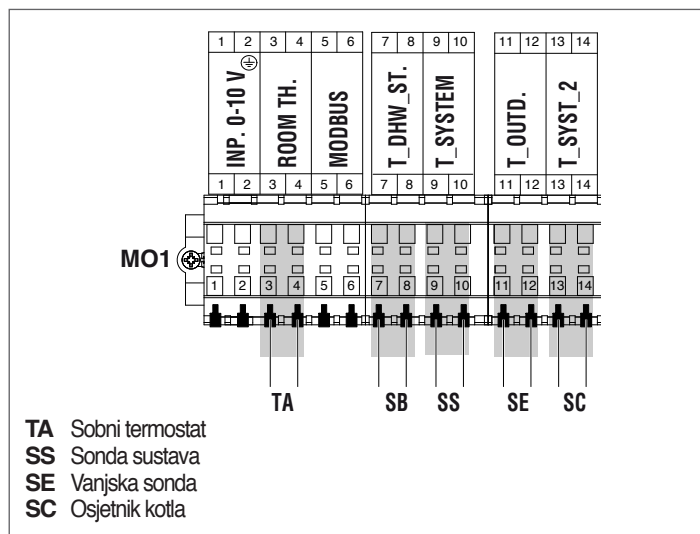 1 2 3 4 5 6 7 8 9 10 11 12 13 14
INP. 0-10 V
ROOM TH.
MODBUS
T_DHW_ST.
T_SYSTEM
T_OUTD.
T_SYST_2
1 2 3 4 5 6 7 8 9 10 11 12 13 14
MO1
1 2 3 4 5 6 7 8 9 10 11 12 13 14
TA SB SS SE SC
TA Sobni termostat
SS Sonda sustava
SE Vanjska sonda
SC Osjetnik kotla